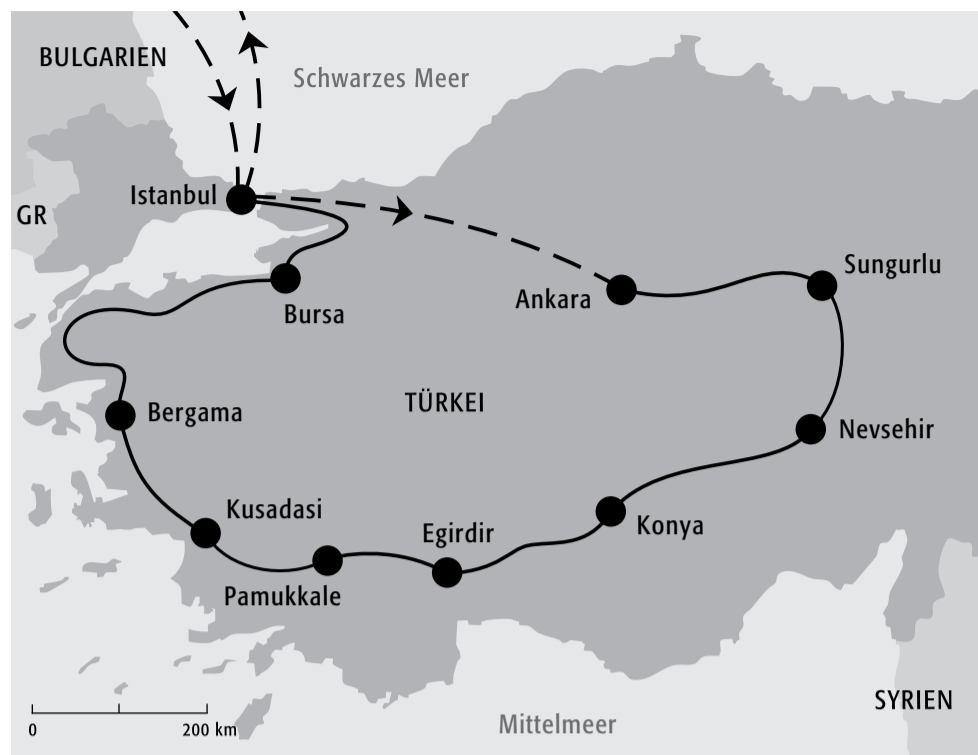 BULGARIEN
Schwarzes Meer
Istanbul
GR
Sungurlu
Ankara
Bursa
TÜRKEI
Bergama
Nevsehir
Kusadasi
Egirdir
Konya
Pamukkale
SYRIEN
Mittelmeer
0 200 km